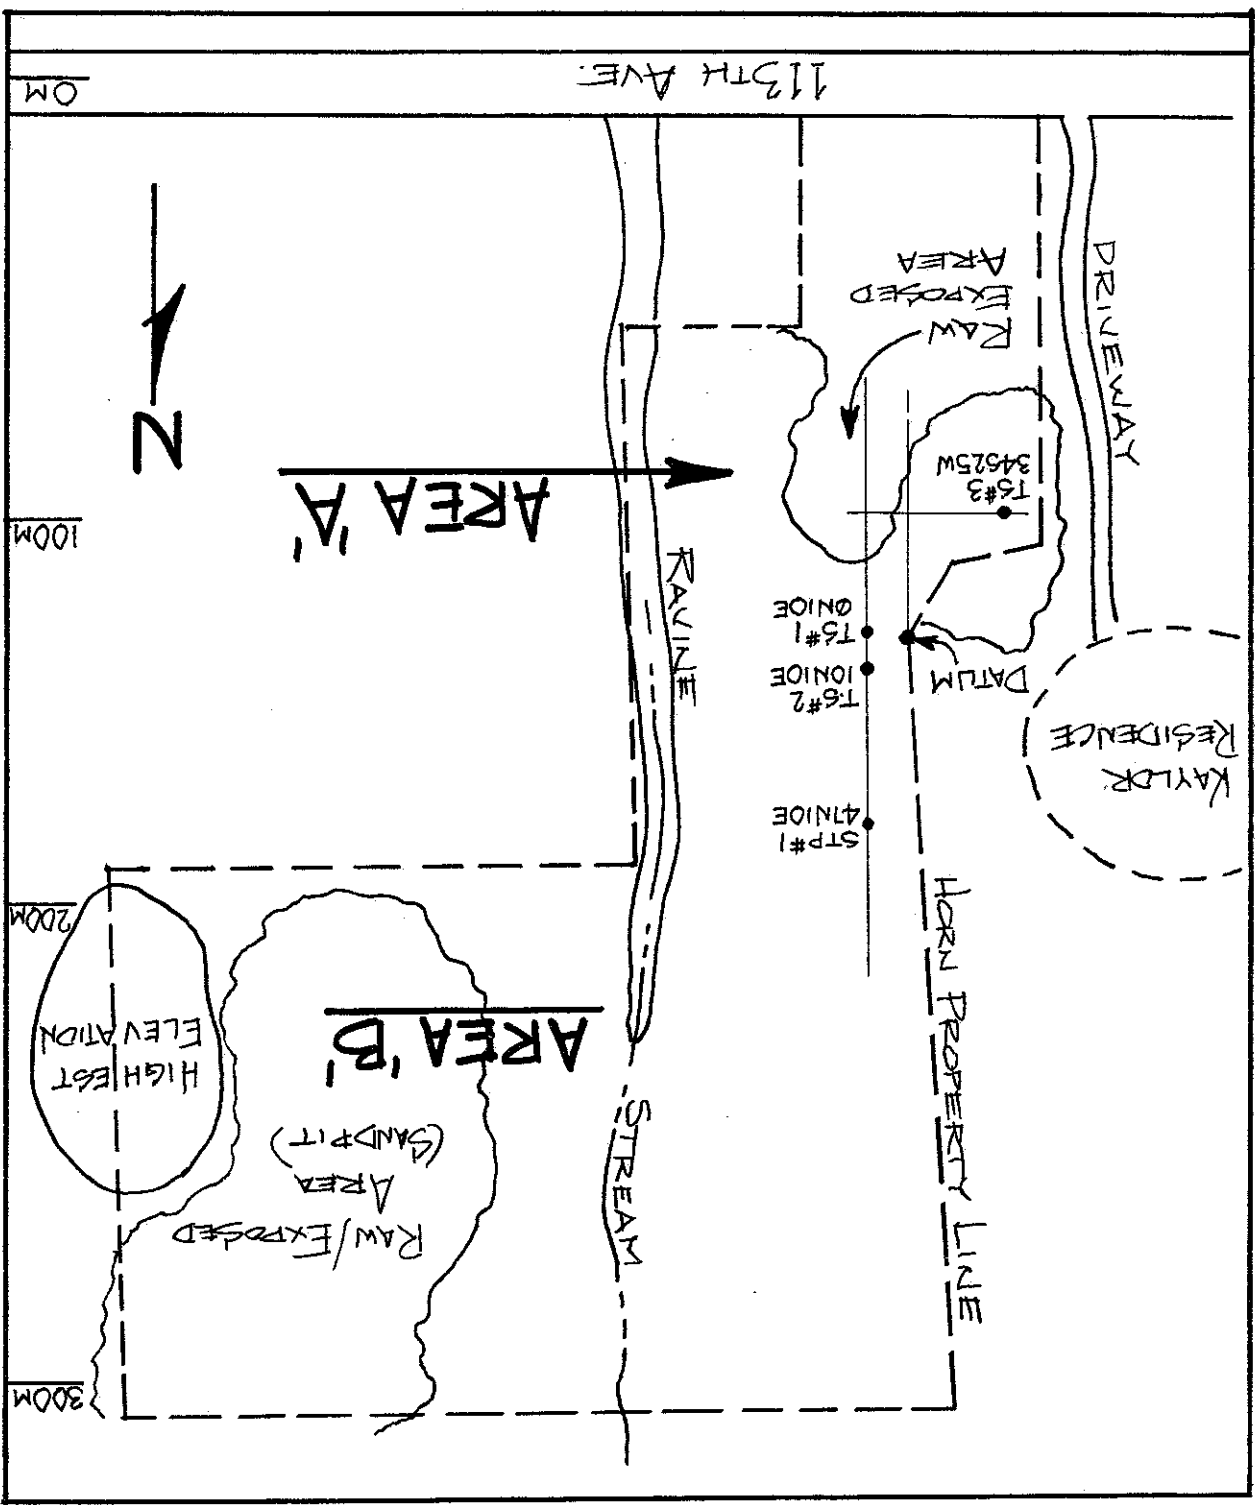 300M
HORN PROPERTY LINE
STREAM
RAW/EXPOSED
AREA
(SANDPIT)
HIGHEST
ELEVATION
AREA 'B'
200M
STP#1
47N10E
KAYLOR
RESIDENCE
DATUM
TS#2
10N10E
TS#1
ØN10E
RAVINE
100M
AREA 'A'
TS#3
34S25W
N
DRIVEWAY
RAW
EXPOSED
AREA
113TH AVE.
0M